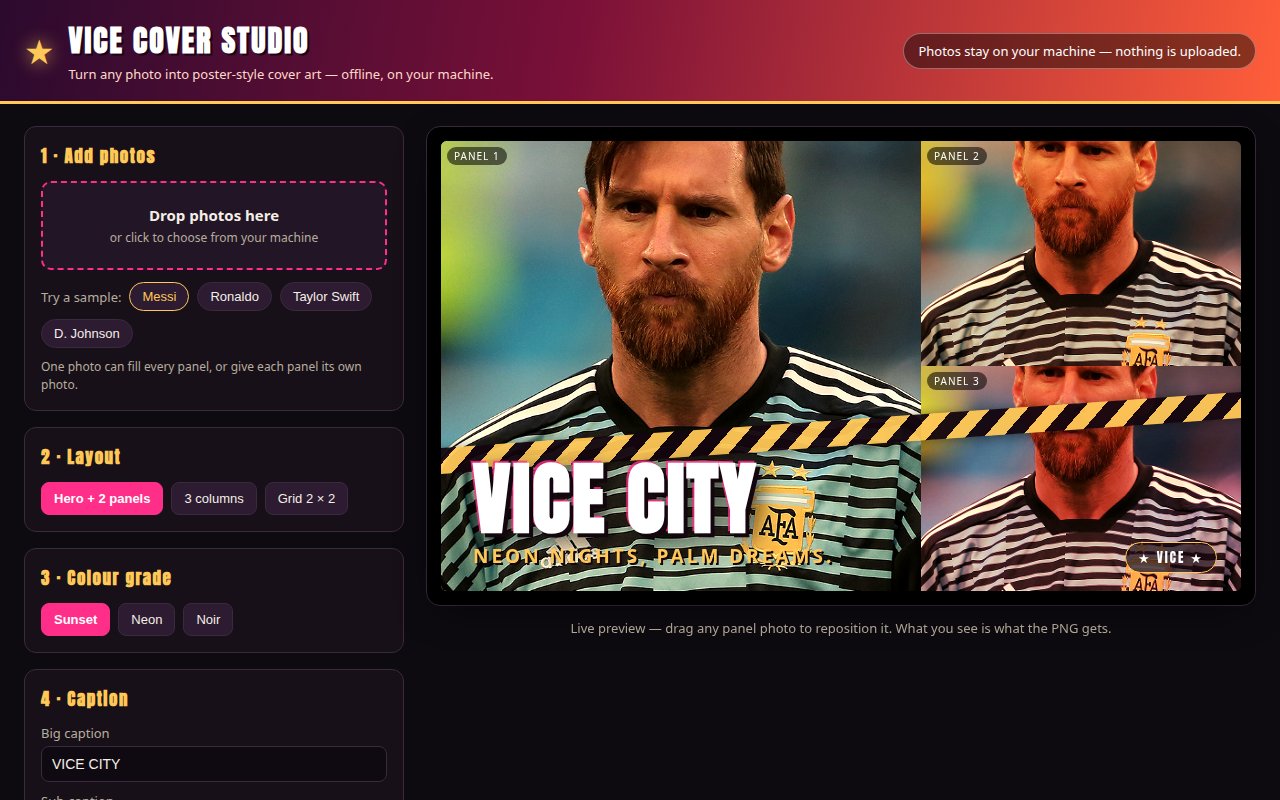 ★ VICE COVER STUDIO
Turn any photo into poster-style cover art — offline, on your machine.
Photos stay on your machine — nothing is uploaded.
1 · Add photos
Drop photos here
or click to choose from your machine
Try a sample: Messi Ronaldo Taylor Swift
D. Johnson
One photo can fill every panel, or give each panel its own
photo.
2 · Layout
Hero + 2 panels 3 columns Grid 2 × 2
3 · Colour grade
Sunset Neon Noir
4 · Caption
Big caption
VICE CITY
PANEL 1
PANEL 2
AFA
PANEL 3
VICE CITY
AFA
NEON NIGHTS, PALM DREAMS.
★ VICE ★
AFA
Live preview — drag any panel photo to reposition it. What you see is what the PNG gets.